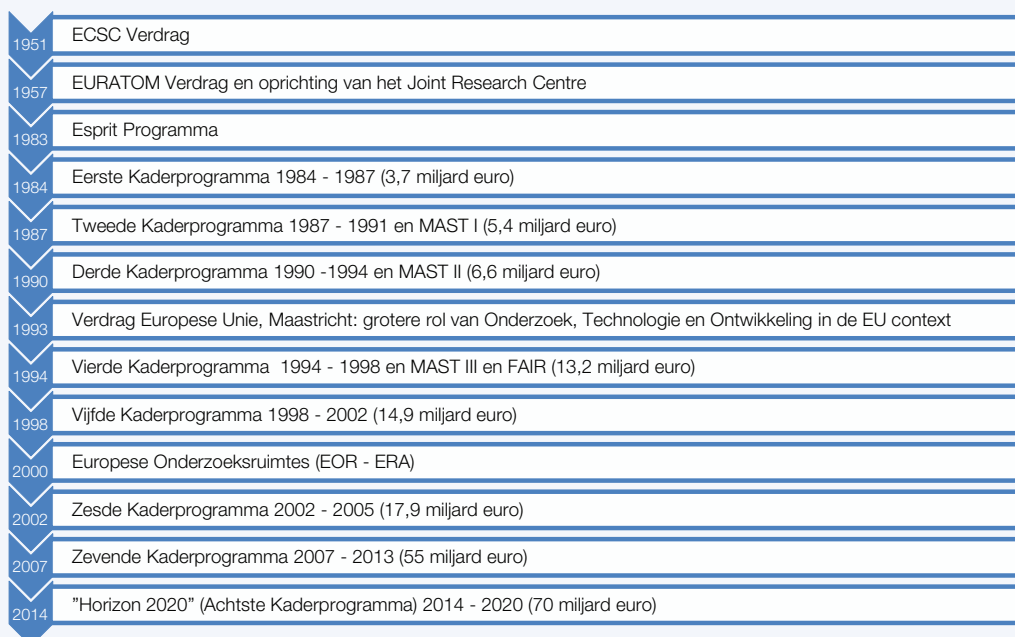 1951
ECSC Verdrag
1957
EURATOM Verdrag en oprichting van het Joint Research Centre
1983
Esprit Programma
1984
Eerste Kaderprogramma 1984 - 1987 (3,7 miljard euro)
1987
Tweede Kaderprogramma 1987 - 1991 en MAST I (5,4 miljard euro)
1990
Derde Kaderprogramma 1990 -1994 en MAST II (6,6 miljard euro)
1993
Verdrag Europese Unie, Maastricht: grotere rol van Onderzoek, Technologie en Ontwikkeling in de EU context
1994
Vierde Kaderprogramma 1994 - 1998 en MAST III en FAIR (13,2 miljard euro)
1998
Vijfde Kaderprogramma 1998 - 2002 (14,9 miljard euro)
2000
Europese Onderzoeksruimtes (EOR - ERA)
2002
Zesde Kaderprogramma 2002 - 2005 (17,9 miljard euro)
2007
Zevende Kaderprogramma 2007 - 2013 (55 miljard euro)
2014
”Horizon 2020” (Achtste Kaderprogramma) 2014 - 2020 (70 miljard euro)